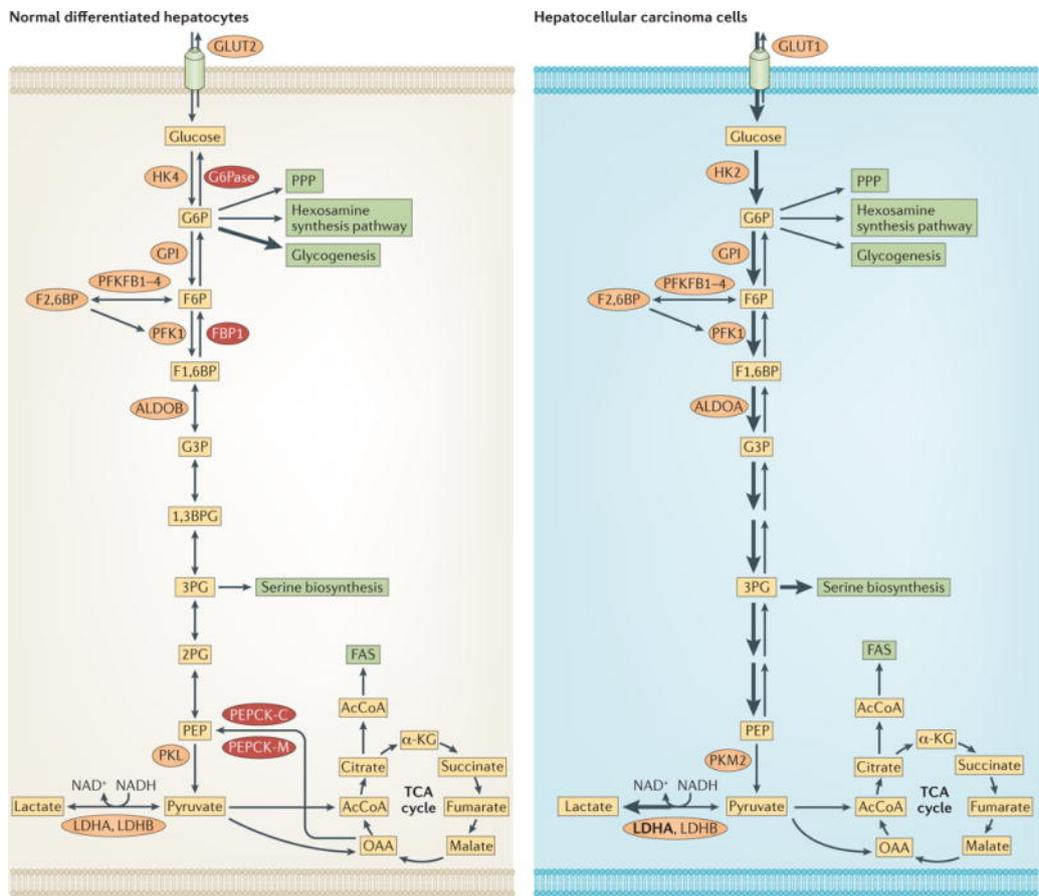 Normal differentiated hepatocytes
GLUT2
Glucose
HK4
G6Pase
PPP
G6P
Hexosamine
synthesis pathway
Glycogenesis
GPI
PFKFB1–4
F2,6BP
F6P
PFK1
FBP1
F1,6BP
ALDOB
G3P
1,3BPG
3PG
Serine biosynthesis
2PG
FAS
AcCoA
PEPCK-C
PEP
PEPCK-M
α-KG
PKL
Citrate
Succinate
NAD⁺
NADH
TCA
cycle
Lactate
Pyruvate
AcCoA
Fumarate
LDHA, LDHB
OAA
Malate
Hepatocellular carcinoma cells
GLUT1
Glucose
HK2
PPP
G6P
Hexosamine
synthesis pathway
Glycogenesis
GPI
PFKFB1–4
F2,6BP
F6P
PFK1
F1,6BP
ALDOA
G3P
3PG
Serine biosynthesis
FAS
AcCoA
PEP
α-KG
PKM2
Citrate
Succinate
NAD⁺
NADH
TCA
cycle
Lactate
Pyruvate
AcCoA
Fumarate
LDHA, LDHB
OAA
Malate